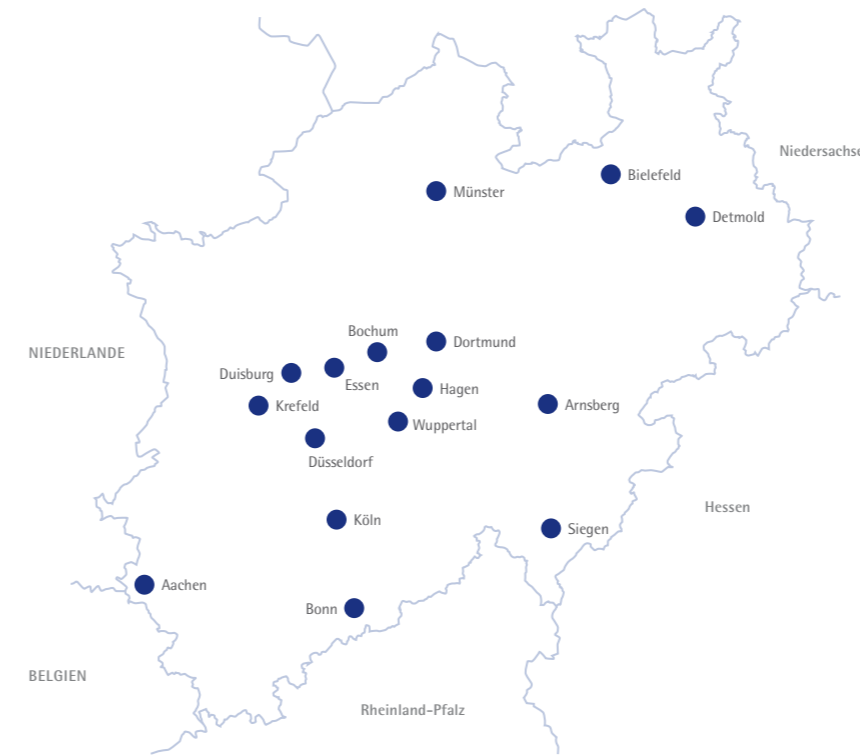 Niedersachse
Bielefeld
Münster
Detmold
Bochum
Dortmund
NIEDERLANDE
Duisburg
Essen
Hagen
Krefeld
Arnsberg
Wuppertal
Düsseldorf
Hessen
Köln
Siegen
Aachen
Bonn
BELGIEN
Rheinland-Pfalz